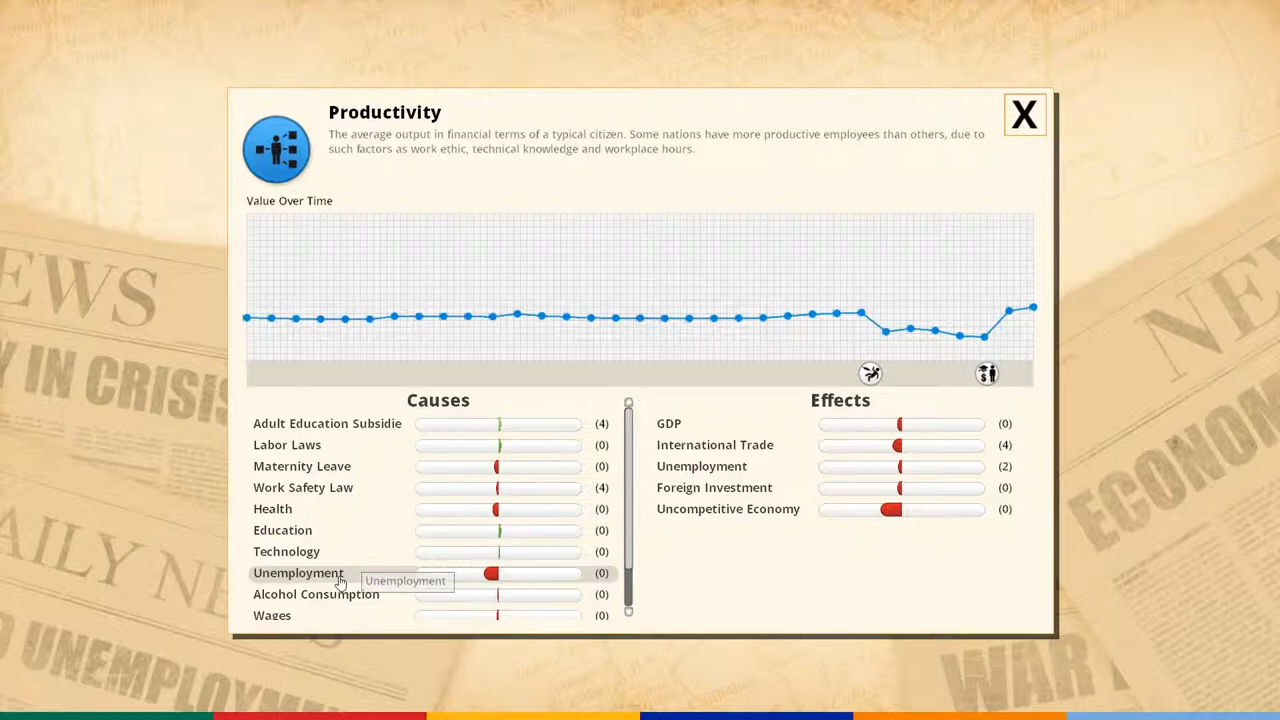 Productivity
X
The average output in financial terms of a typical citizen. Some nations have more productive employees than others, due to
such factors as work ethic, technical knowledge and workplace hours.
Value Over Time
Causes
Effects
Adult Education Subsidie (4)
Labor Laws (0)
Maternity Leave (0)
Work Safety Law (4)
Health (0)
Education (0)
Technology (0)
Unemployment (0)
Unemployment
Alcohol Consumption (0)
Wages (0)
GDP (0)
International Trade (4)
Unemployment (2)
Foreign Investment (0)
Uncompetitive Economy (0)
EWS
IN CRISIS
AILY NE
UNEMPLOYM
NE
ECONOM
WAR